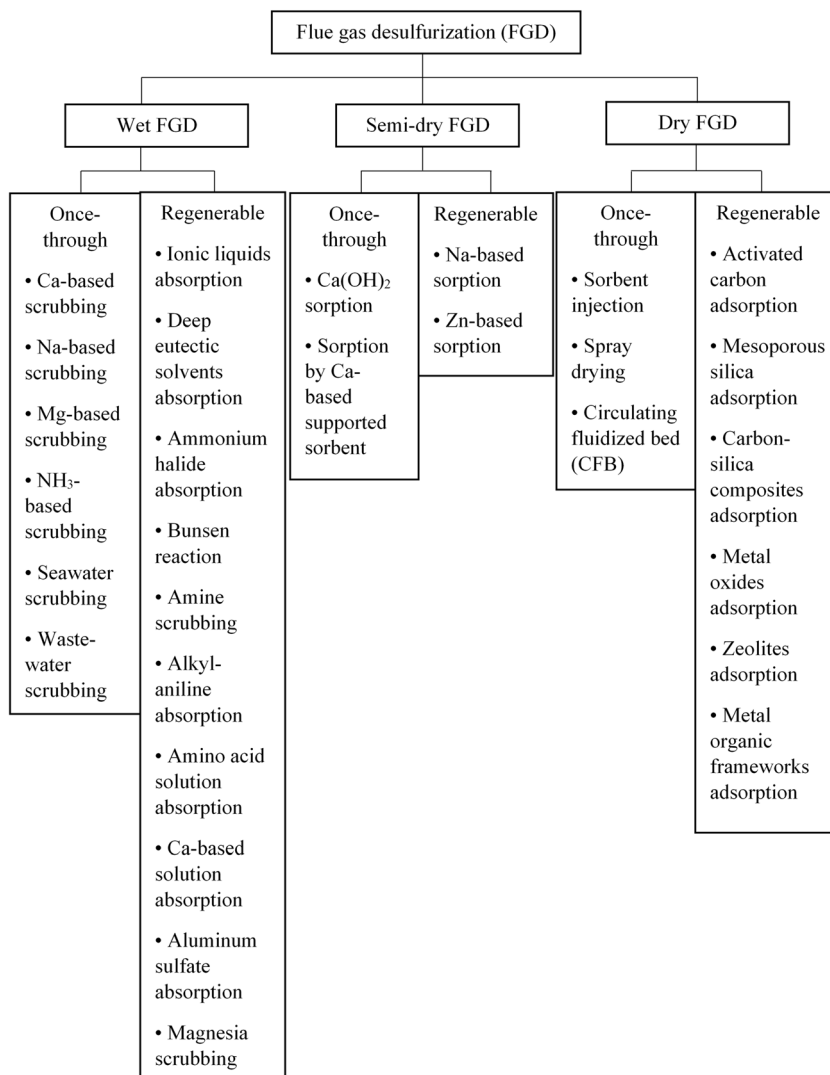 Flue gas desulfurization (FGD)
Wet FGD
Semi-dry FGD
Dry FGD
Once-
through
• Ca-based
scrubbing
• Na-based
scrubbing
• Mg-based
scrubbing
• NH₃-
based
scrubbing
• Seawater
scrubbing
• Waste-
water
scrubbing
Regenerable
• Ionic liquids
absorption
• Deep
eutectic
solvents
absorption
• Ammonium
halide
absorption
• Bunsen
reaction
• Amine
scrubbing
• Alkyl-
aniline
absorption
• Amino acid
solution
absorption
• Ca-based
solution
absorption
• Aluminum
sulfate
absorption
• Magnesia
scrubbing
Once-
through
• Ca(OH)₂
sorption
• Sorption
by Ca-
based
supported
sorbent
Regenerable
• Na-based
sorption
• Zn-based
sorption
Once-
through
• Sorbent
injection
• Spray
drying
• Circulating
fluidized bed
(CFB)
Regenerable
• Activated
carbon
adsorption
• Mesoporous
silica
adsorption
• Carbon-
silica
composites
adsorption
• Metal
oxides
adsorption
• Zeolites
adsorption
• Metal
organic
frameworks
adsorption